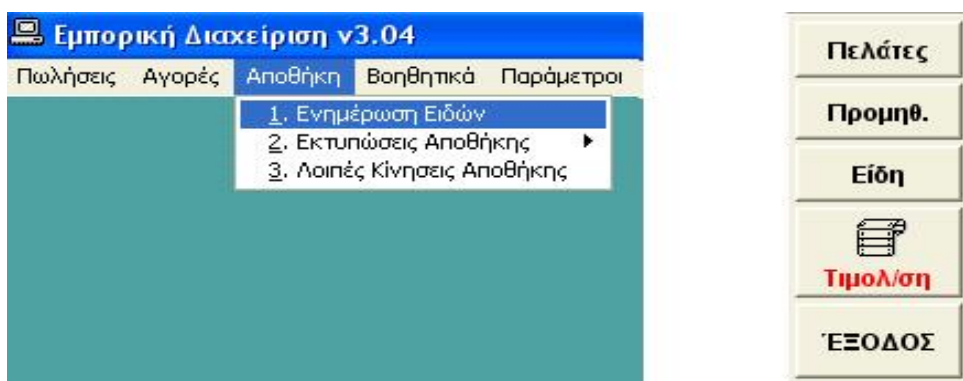 Εμπορική Διαχείριση v3.04
Πωλήσεις Αγορές Αποθήκη Βοηθητικά Παράμετροι
1. Ενημέρωση Ειδών
2. Εκτυπώσεις Αποθήκης
3. Λοιπές Κίνησεις Αποθήκης
Πελάτες
Προμηθ.
Είδη
Τιμολ/ση
ΈΞΟΔΟΣ